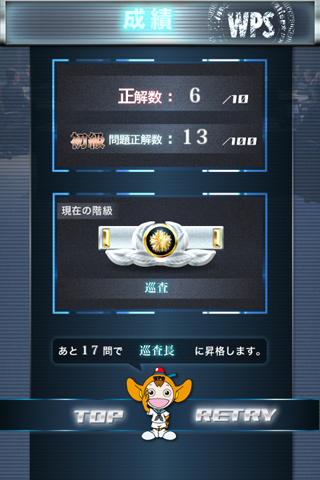 成績
WPS
正解数： 6 /10
初級 問題正解数： 13 /100
現在の階級
巡査
あと17問で 巡査長 に昇格します。
TOP RETRY